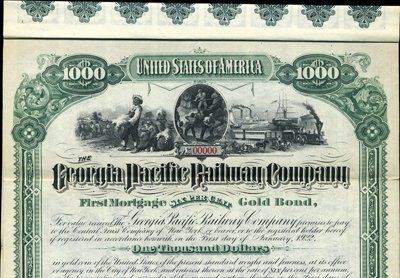 1000 UNITED STATES OF AMERICA 1000
No 00000
THE
Georgia Pacific Railway Company
First Mortgage SIX PER CENT. Gold Bond,
For value received the Georgia Pacific Railway Company promises to pay
to the Central Trust Company of New York, or bearer, or to the registered holder hereof
if registered in accordance herewith, on the First day of January, 1922,
One Thousand Dollars
in gold coin of the United States of the present standard weight and fineness, at its office
or agency in the City of New York, and interest thereon at the rate of six per cent per annum